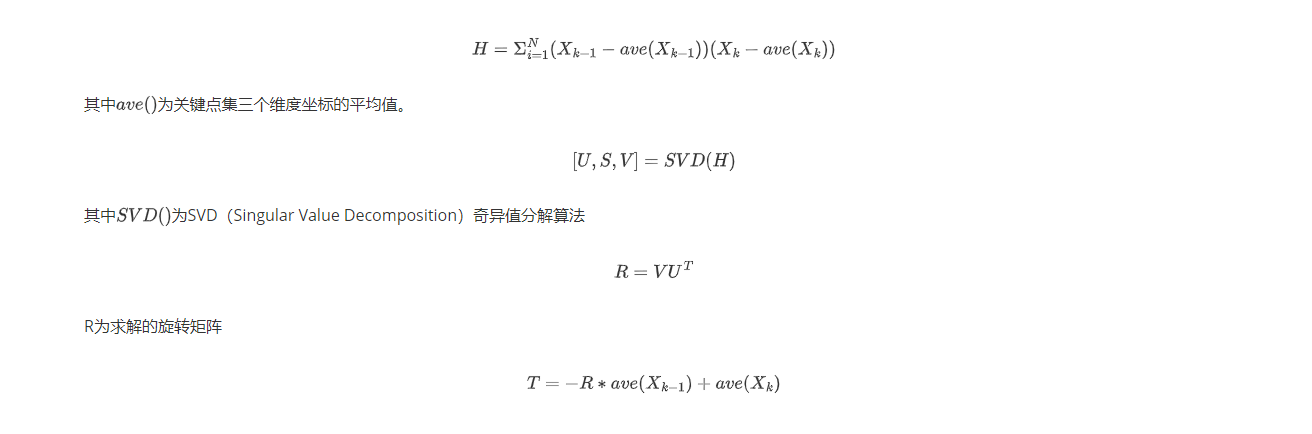 $H = \Sigma_{i=1}^{N}(X_{k-1} - ave(X_{k-1}))(X_k - ave(X_k))$
其中$ave()$为关键点集三个维度坐标的平均值。
$[U, S, V] = SVD(H)$
其中$SVD()$为SVD（Singular Value Decomposition）奇异值分解算法
$R = VU^T$
R为求解的旋转矩阵
$T = -R * ave(X_{k-1}) + ave(X_k)$